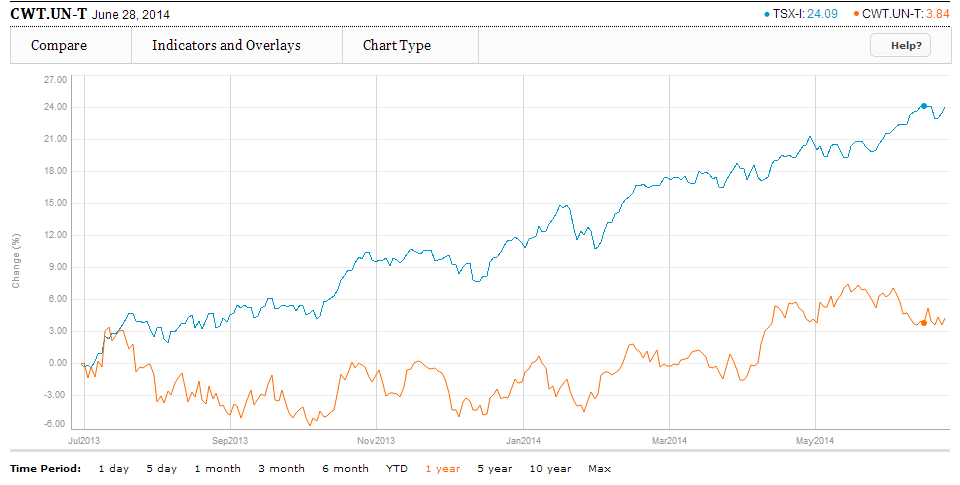 CWT.UN-T June 28, 2014 TSX-I: 24.09 CWT.UN-T: 3.84
Compare Indicators and Overlays Chart Type Help?
27.00
24.00
21.00
18.00
15.00
12.00
9.00
6.00
3.00
0.00
-3.00
-6.00
Change (%)
Jul2013 Sep2013 Nov2013 Jan2014 Mar2014 May2014
Time Period: 1 day 5 day 1 month 3 month 6 month YTD 1 year 5 year 10 year Max